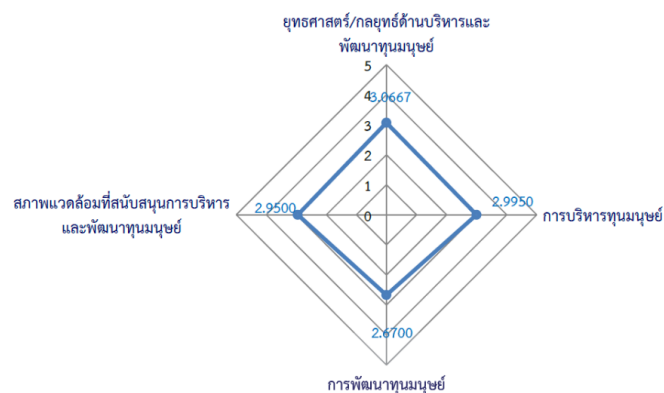 ยุทธศาสตร์/กลยุทธ์ด้านบริหารและ
พัฒนาทุนมนุษย์
5
4
3.0667
3
2
1
0
สภาพแวดล้อมที่สนับสนุนการบริหาร
และพัฒนาทุนมนุษย์
2.9500
2.9950
การบริหารทุนมนุษย์
2.6700
การพัฒนาทุนมนุษย์